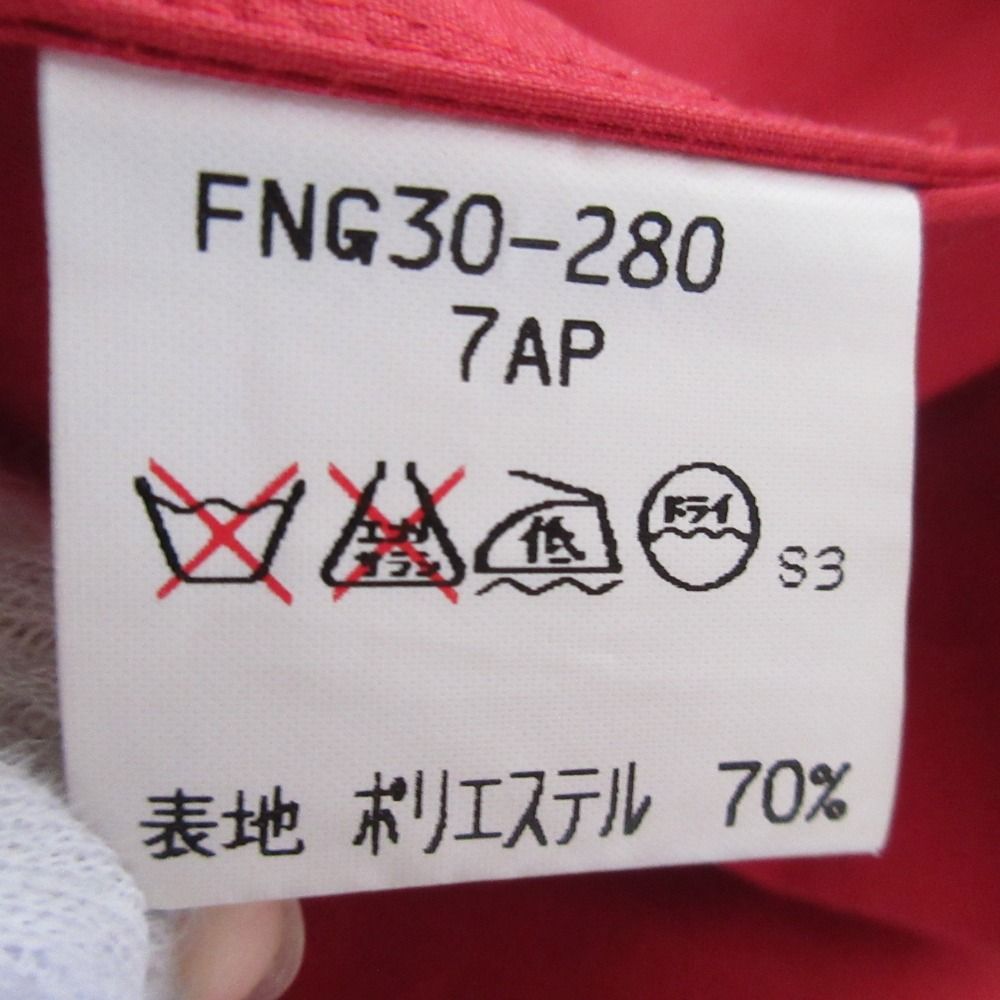 FNG30-280
7AP
エンソ
サラシ
低
ドライ
S3
表地 ポリエステル 70%